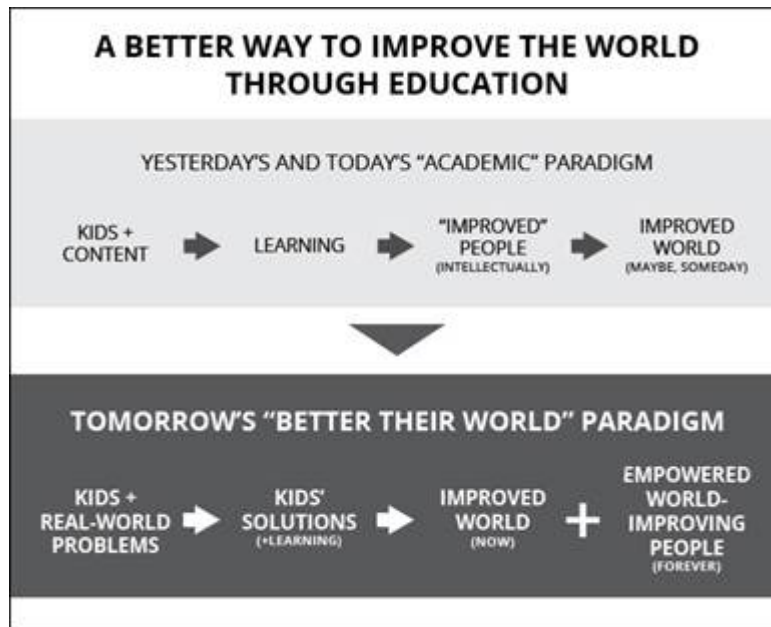 A BETTER WAY TO IMPROVE THE WORLD
THROUGH EDUCATION
YESTERDAY'S AND TODAY'S "ACADEMIC" PARADIGM
KIDS +
CONTENT
LEARNING
"IMPROVED"
PEOPLE
(INTELLECTUALLY)
IMPROVED
WORLD
(MAYBE, SOMEDAY)
TOMORROW'S "BETTER THEIR WORLD" PARADIGM
KIDS +
REAL-WORLD
PROBLEMS
KIDS'
SOLUTIONS
(+LEARNING)
IMPROVED
WORLD
(NOW)
+
EMPOWERED
WORLD-
IMPROVING
PEOPLE
(FOREVER)